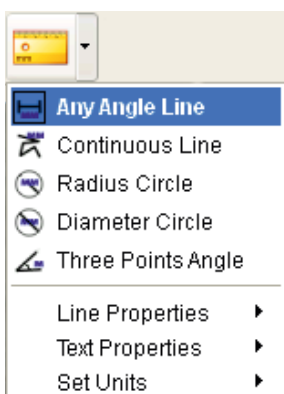 Any Angle Line
Continuous Line
Radius Circle
Diameter Circle
Three Points Angle
Line Properties
Text Properties
Set Units